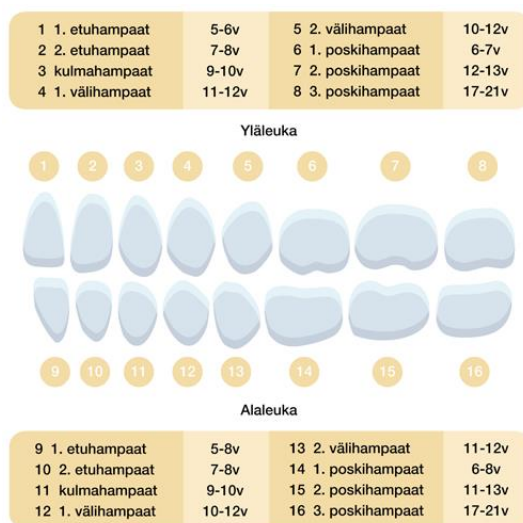 1 1. etuhampaat 5-6v 5 2. välihampaat 10-12v
2 2. etuhampaat 7-8v 6 1. poskihampaat 6-7v
3 kulmahampaat 9-10v 7 2. poskihampaat 12-13v
4 1. välihampaat 11-12v 8 3. poskihampaat 17-21v
Yläleuka
1 2 3 4 5 6 7 8
9 10 11 12 13 14 15 16
Alaleuka
9 1. etuhampaat 5-8v 13 2. välihampaat 11-12v
10 2. etuhampaat 7-8v 14 1. poskihampaat 6-8v
11 kulmahampaat 9-10v 15 2. poskihampaat 11-13v
12 1. välihampaat 10-12v 16 3. poskihampaat 17-21v